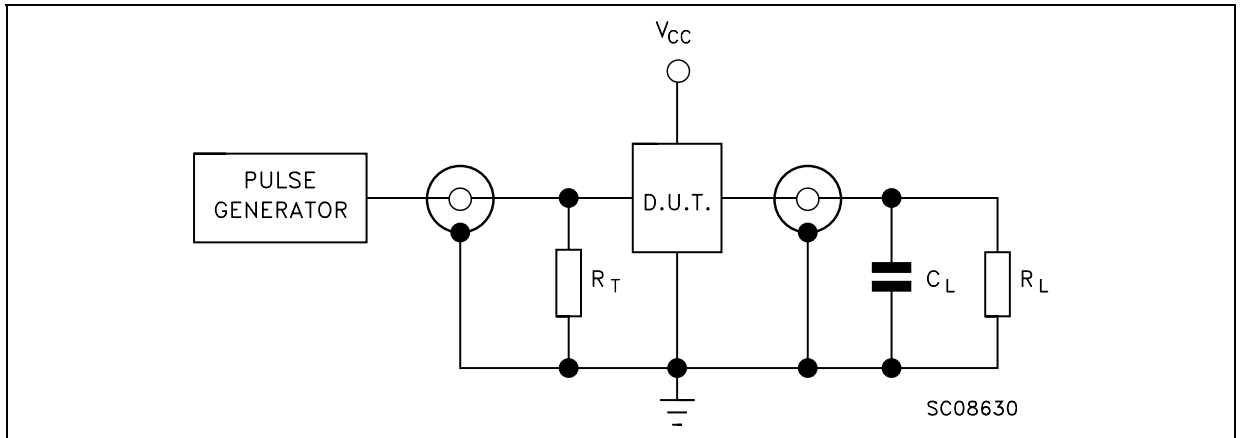 VCC
PULSE
GENERATOR
D.U.T.
RT
CL
RL
SC08630